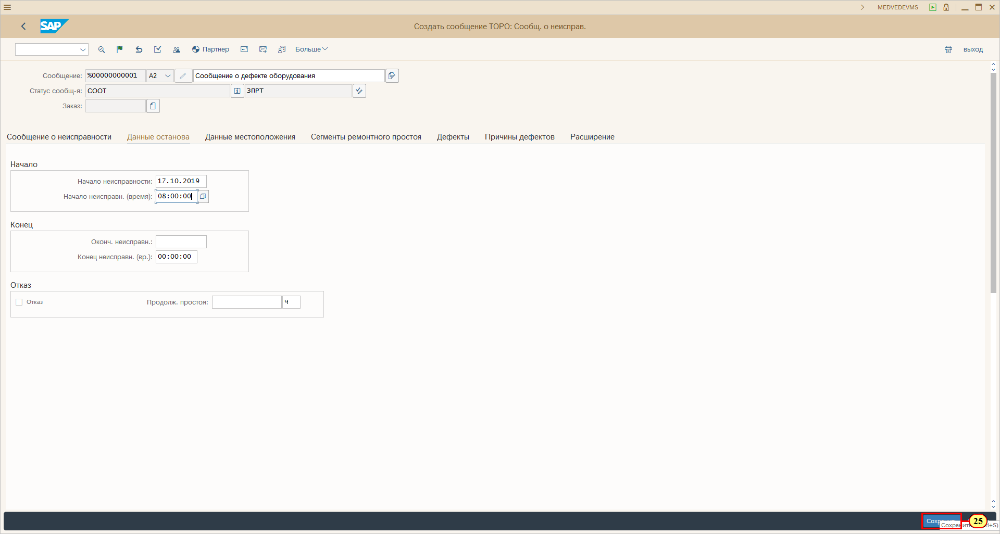 MEDVEDEVMS
SAP
Создать сообщение ТОРО: Сообщ. о неисправ.
Партнер
Больше
выход
Сообщение: %00000000001 A2 Сообщение о дефекте оборудования
Статус сообщ-я: СООТ ЗПРТ
Заказ:
Сообщение о неисправности Данные останова Данные местоположения Сегменты ремонтного простоя Дефекты Причины дефектов Расширение
Начало
Начало неисправности: 17.10.2019
Начало неисправн. (время): 08:00:00
Конец
Оконч. неисправн.:
Конец неисправн. (вр.): 00:00:00
Отказ
Отказ Продолж. простоя: Ч
25